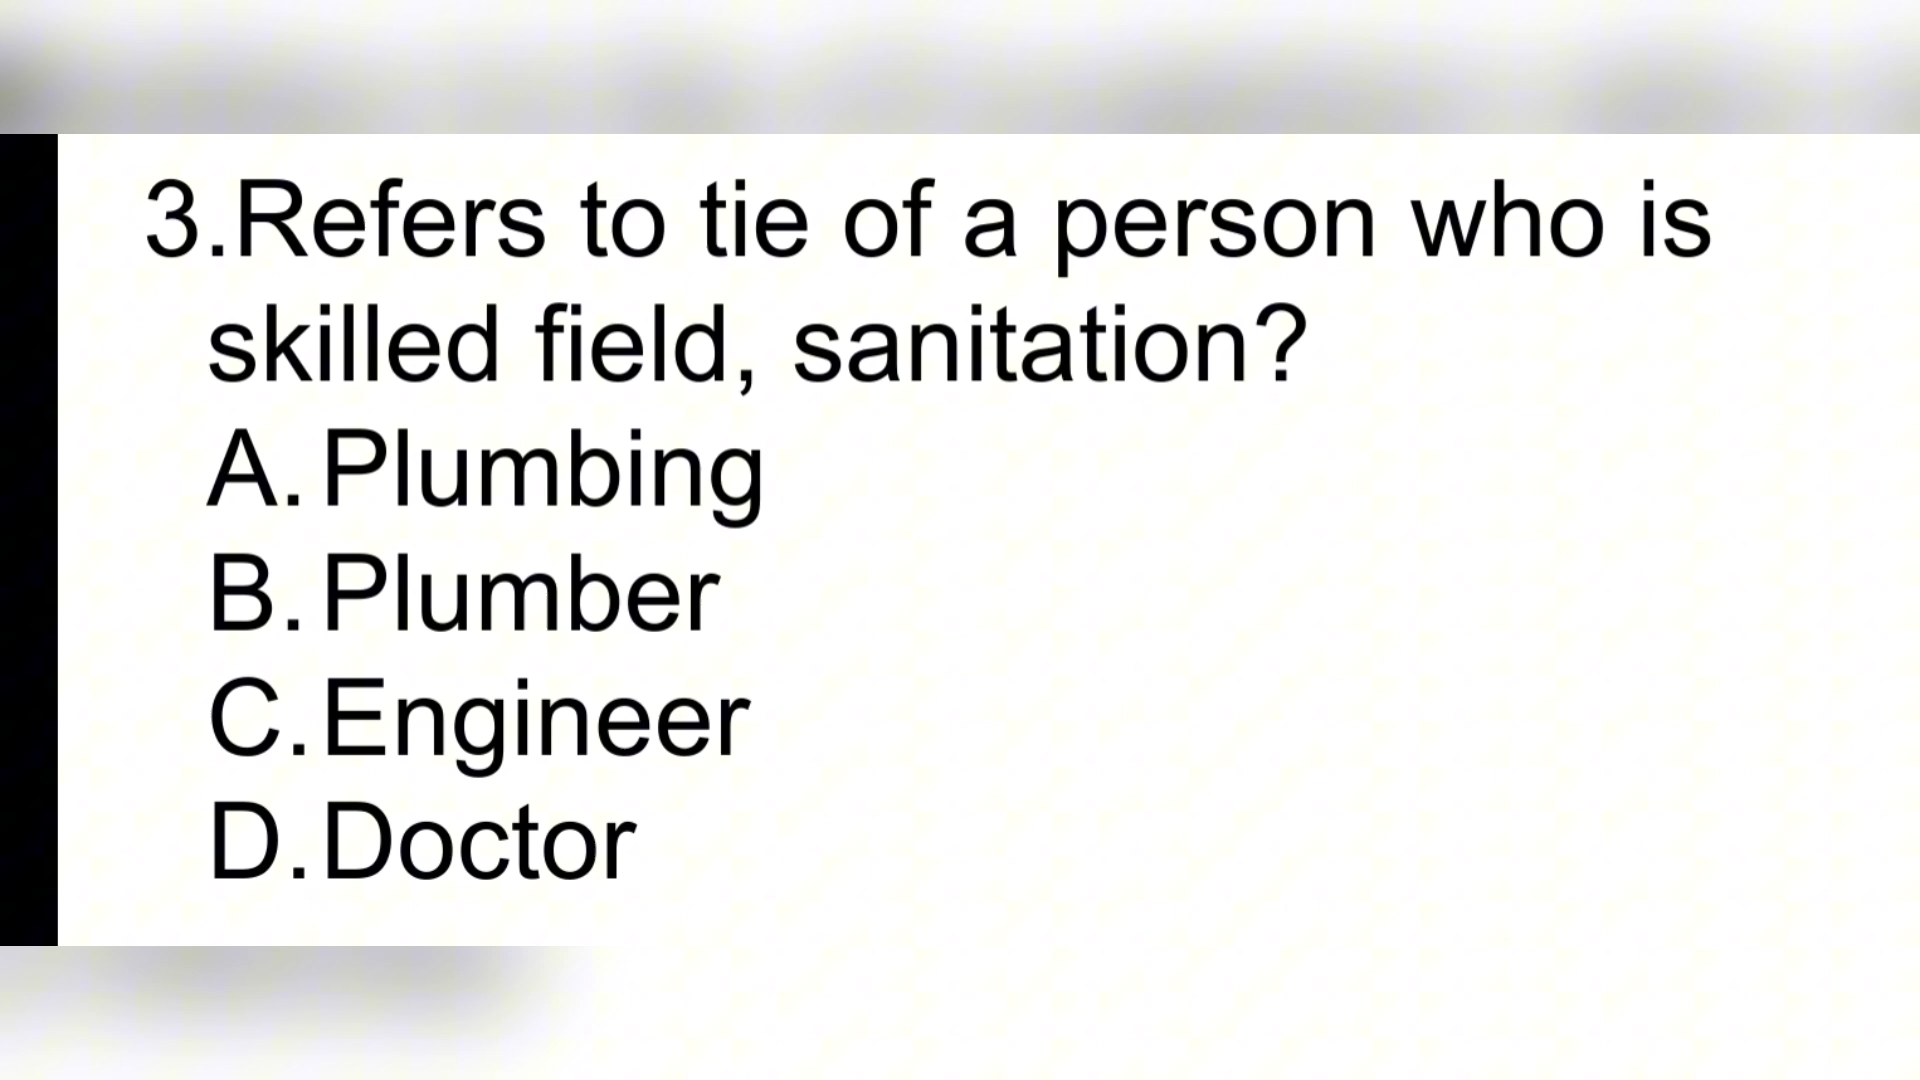 3.Refers to tie of a person who is
skilled field, sanitation?
A. Plumbing
B. Plumber
C. Engineer
D. Doctor